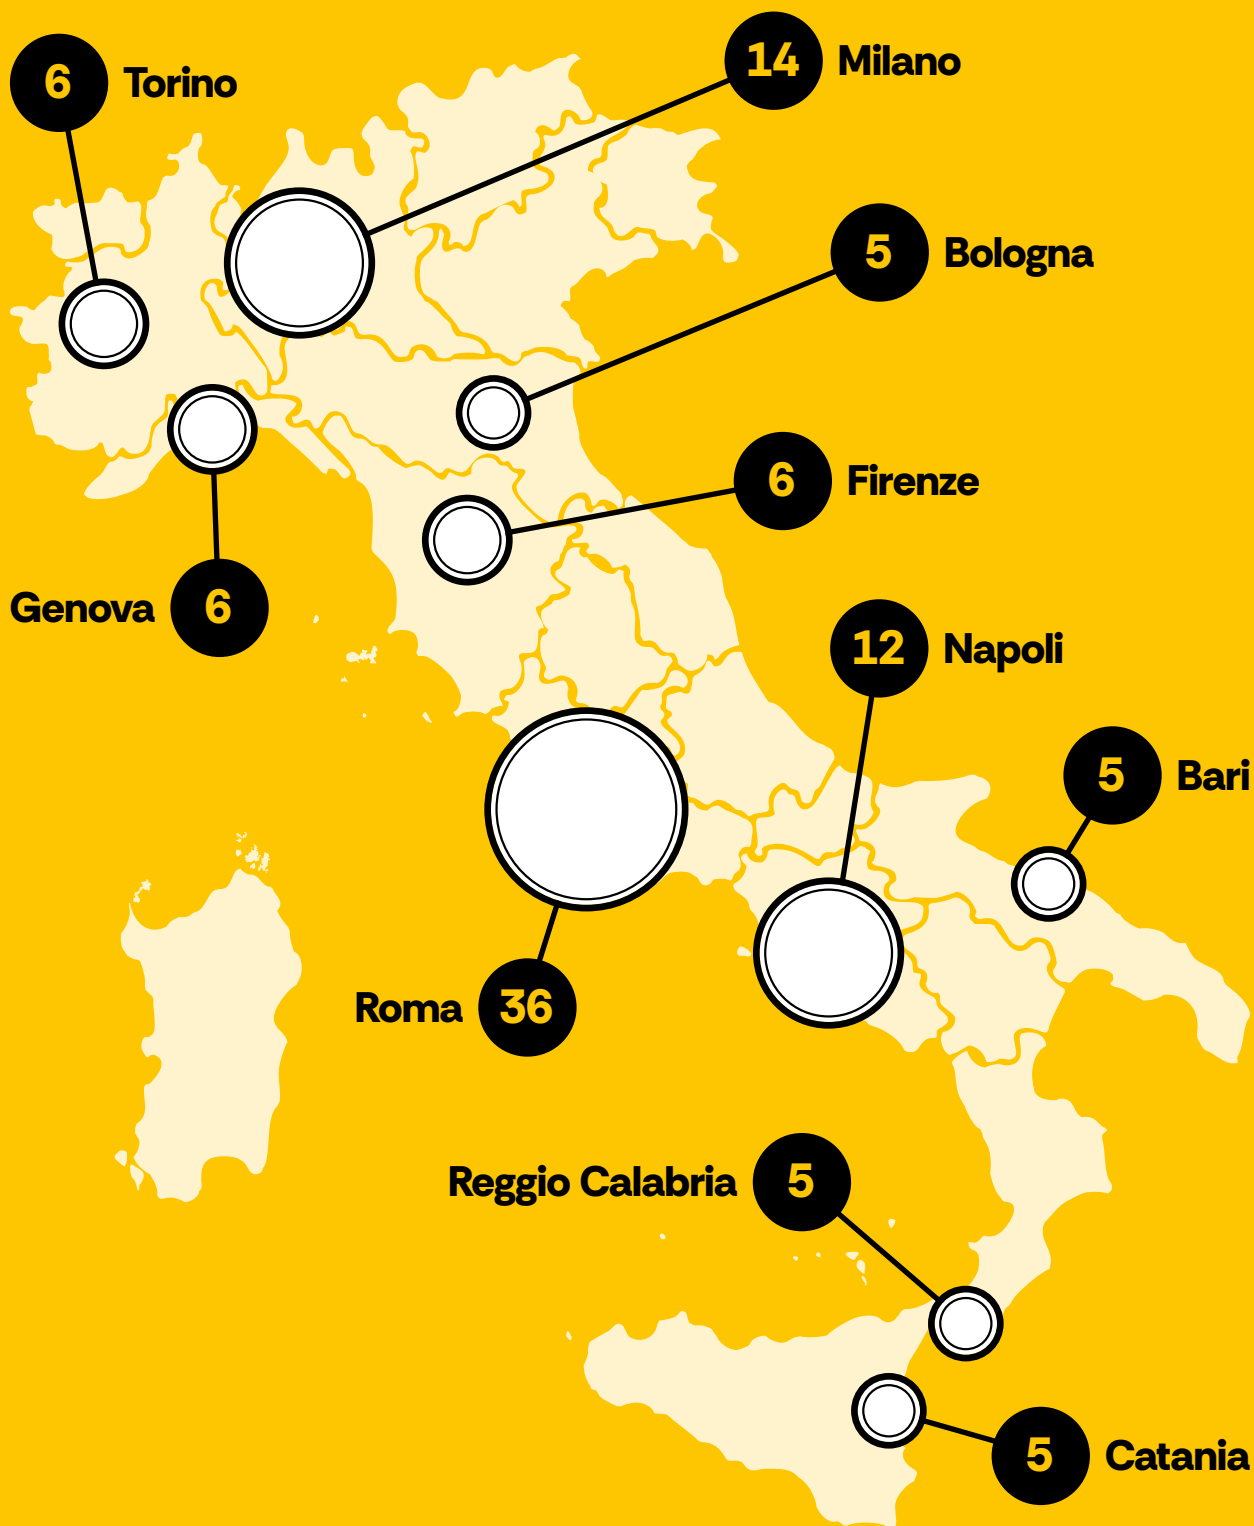 14 Milano
6 Torino
5 Bologna
6 Firenze
Genova 6
12 Napoli
5 Bari
Roma 36
Reggio Calabria 5
5 Catania